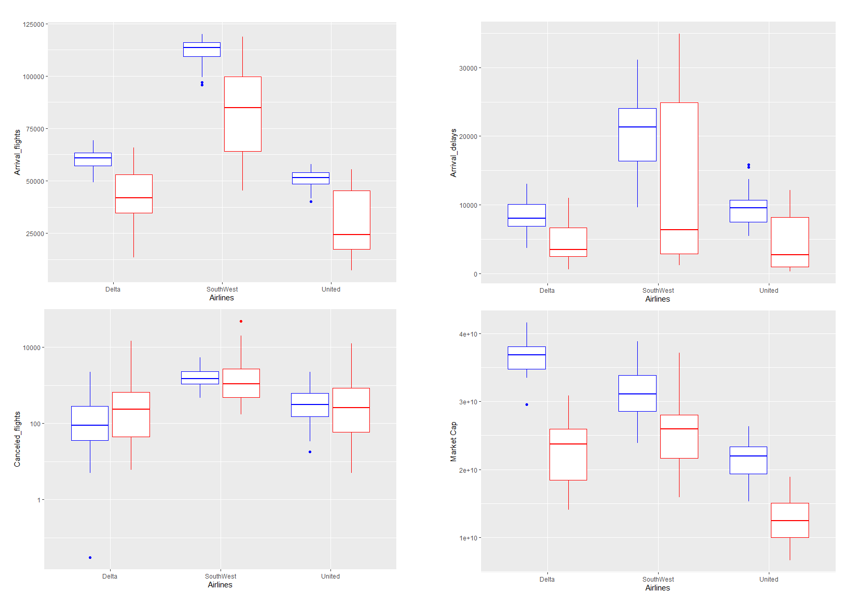 125000
100000
75000
50000
25000
Arrival_flights
Delta
SouthWest
United
Airlines
30000
20000
10000
0
Arrival_delays
Delta
SouthWest
United
Airlines
10000
100
1
Canceled_flights
Delta
SouthWest
United
Airlines
4e+10
3e+10
2e+10
1e+10
Market Cap
Delta
SouthWest
United
Airlines